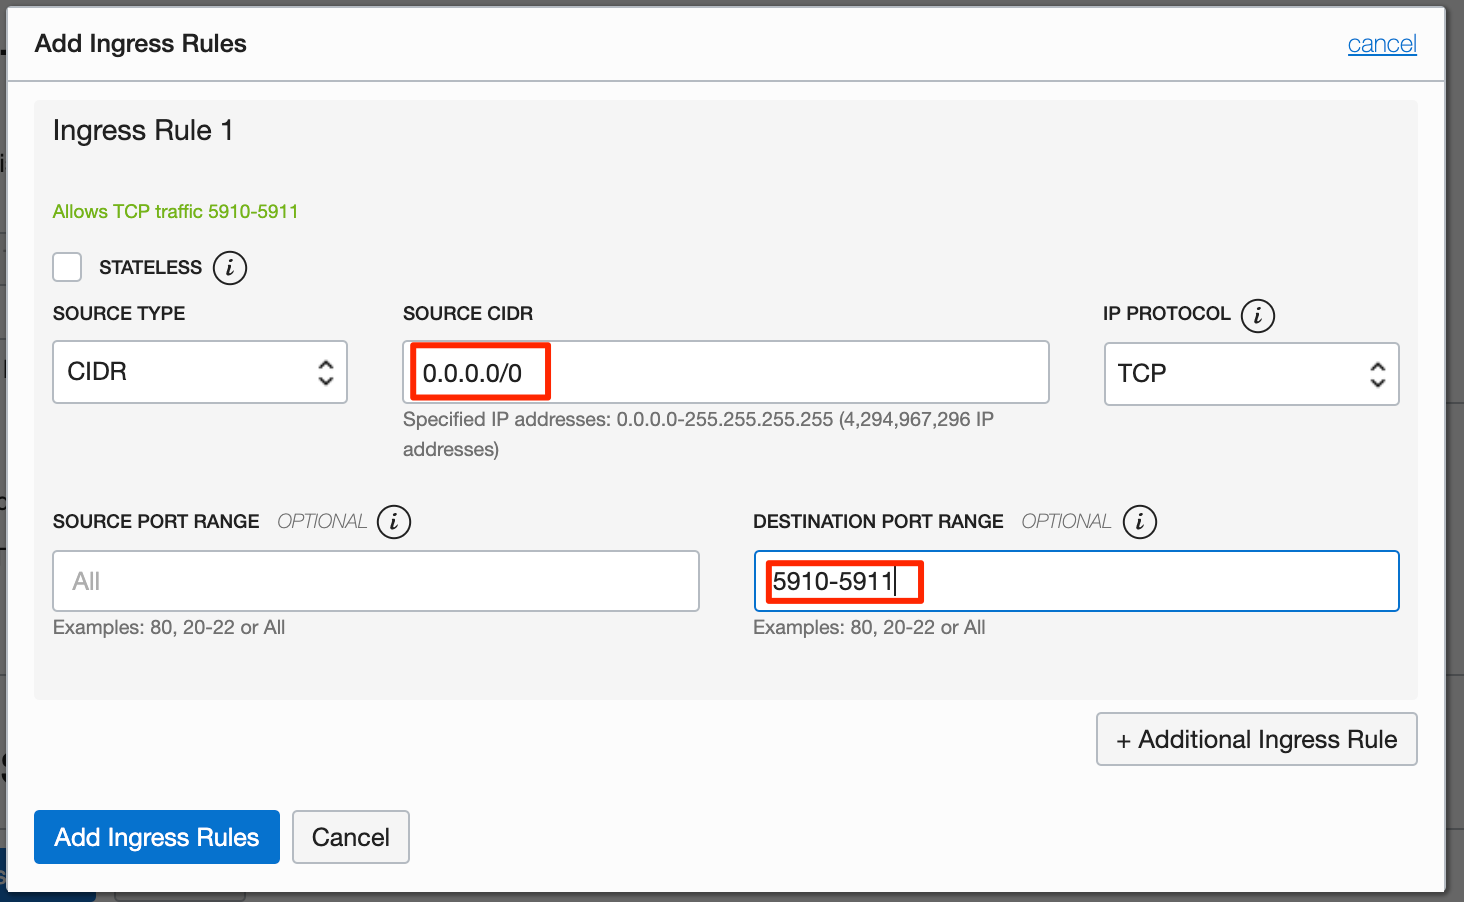 Add Ingress Rules
cancel
Ingress Rule 1
Allows TCP traffic 5910-5911
STATELESS i
SOURCE TYPE
SOURCE CIDR
IP PROTOCOL i
CIDR
0.0.0.0/0
TCP
Specified IP addresses: 0.0.0.0-255.255.255.255 (4,294,967,296 IP
addresses)
SOURCE PORT RANGE OPTIONAL i
DESTINATION PORT RANGE OPTIONAL i
All
5910-5911
Examples: 80, 20-22 or All
Examples: 80, 20-22 or All
+ Additional Ingress Rule
Add Ingress Rules
Cancel